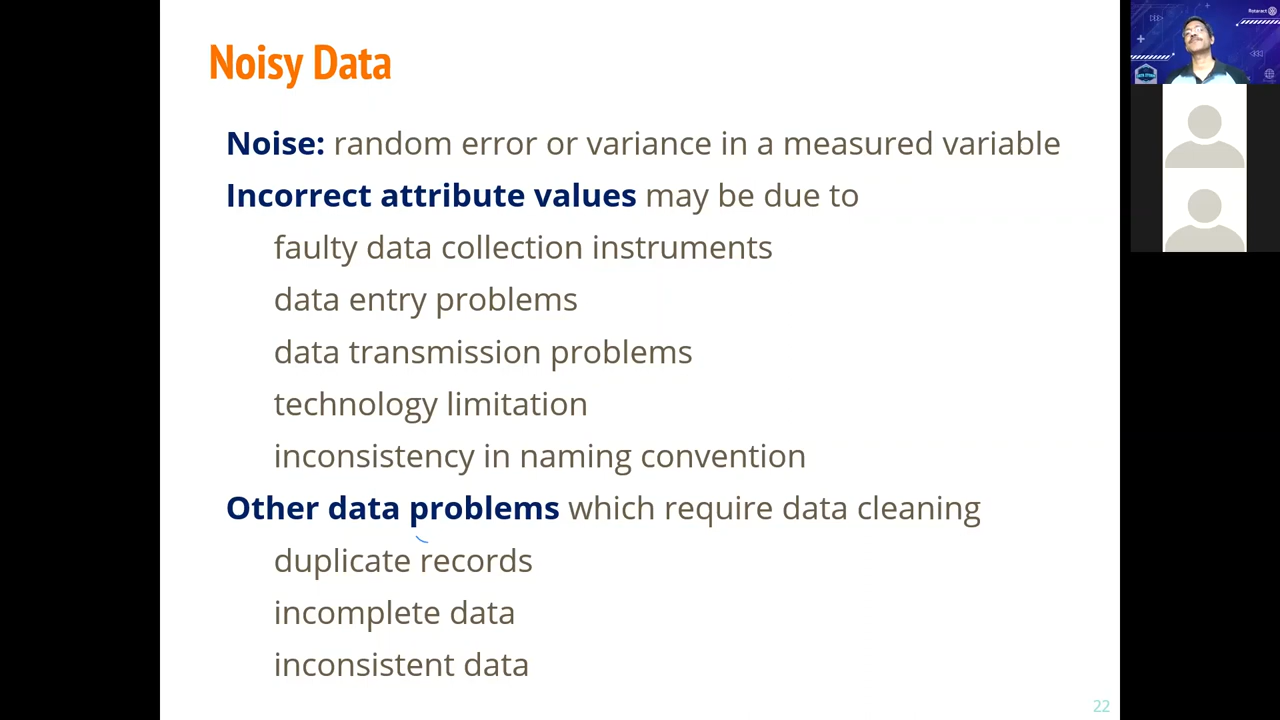 Noisy Data
Noise: random error or variance in a measured variable
Incorrect attribute values may be due to
faulty data collection instruments
data entry problems
data transmission problems
technology limitation
inconsistency in naming convention
Other data problems which require data cleaning
duplicate records
incomplete data
inconsistent data
22
Rotaract